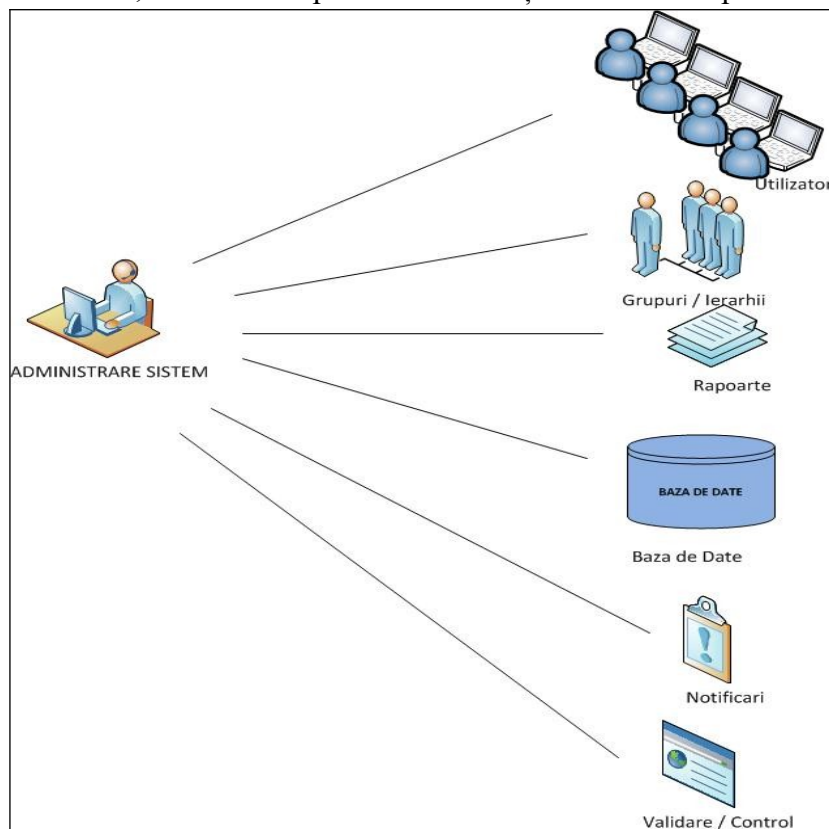 Utilizator
Grupuri / Ierarhii
ADMINISTRARE SISTEM
Rapoarte
BAZA DE DATE
Baza de Date
Notificari
Validare / Control